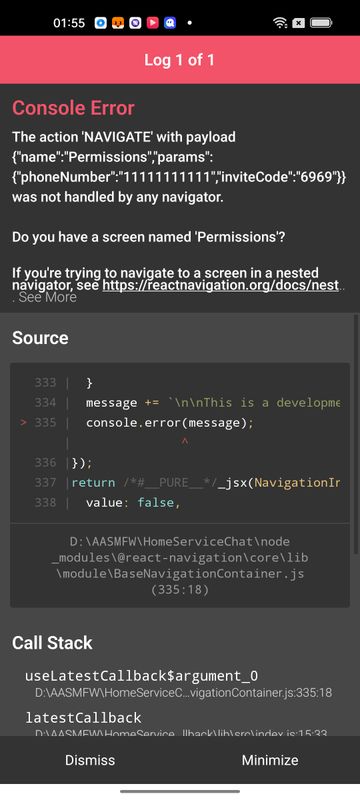 01:55
Log 1 of 1
Console Error
The action 'NAVIGATE' with payload
{"name":"Permissions","params":
{"phoneNumber":"11111111111","inviteCode":"6969"}}
was not handled by any navigator.
Do you have a screen named 'Permissions'?
If you're trying to navigate to a screen in a nested
navigator, see https://reactnavigation.org/docs/nest..
. See More
Source
333 | }
334 | message += `\n\nThis is a developme
> 335 | console.error(message);
| ^
336 |});
337 |return /*#__PURE__*/_jsx(NavigationIn
338 | value: false,
D:\AASMFW\HomeServiceChat\node
_modules\@react-navigation\core\lib
\module\BaseNavigationContainer.js
(335:18)
Call Stack
useLatestCallback$argument_0
D:\AASMFW\HomeServiceC...vigationContainer.js:335:18
latestCallback
D:\AASMFW\HomeService...llback\lib\src\index.js:15:33
Dismiss
Minimize